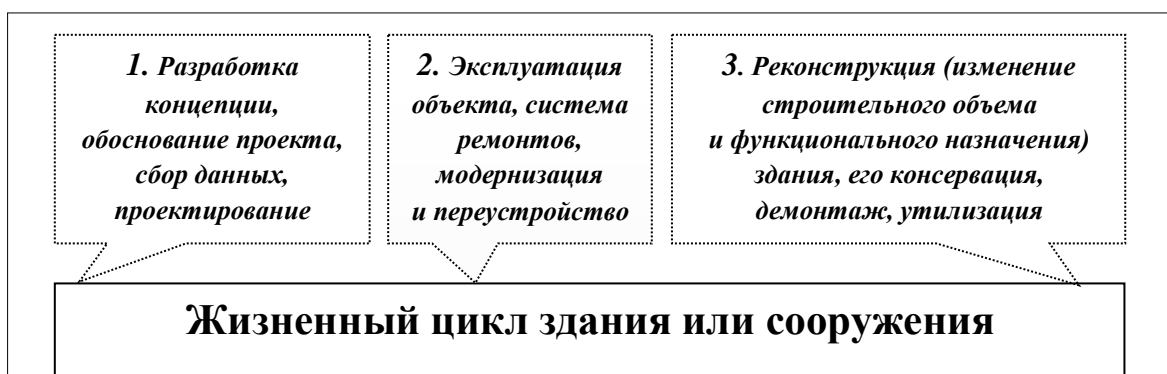 1. Разработка
концепции,
обоснование проекта,
сбор данных,
проектирование
2. Эксплуатация
объекта, система
ремонтов,
модернизация
и переустройство
3. Реконструкция (изменение
строительного объема
и функционального назначения)
здания, его консервация,
демонтаж, утилизация
Жизненный цикл здания или сооружения